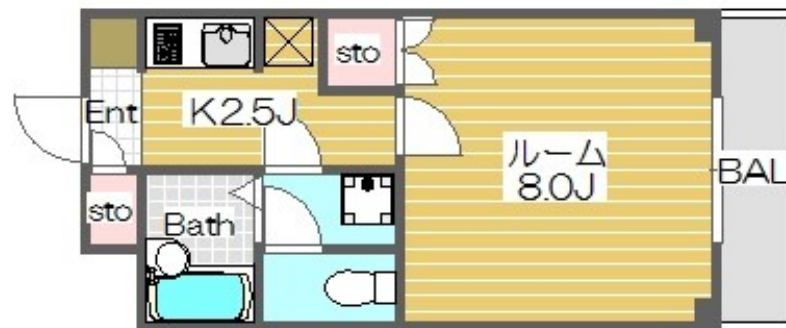 sto
Ent
K2.5J
ルーム
8.0J
BAL
sto
Bath